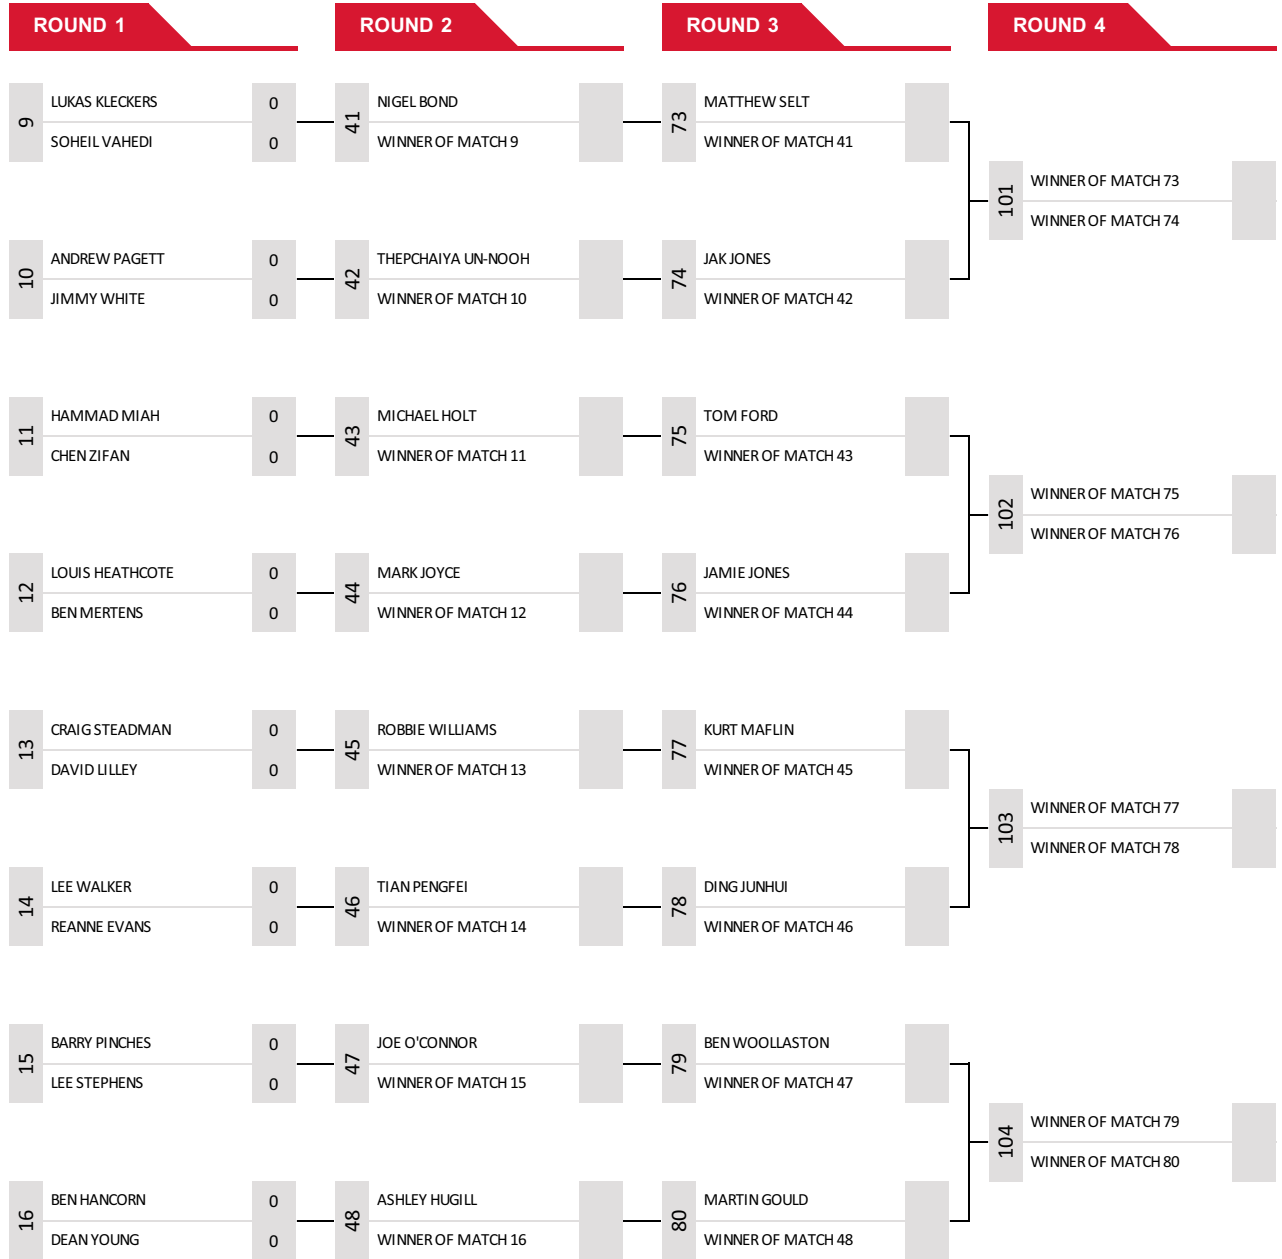 ROUND 1
ROUND 2
ROUND 3
ROUND 4
9
LUKAS KLECKERS 0
SOHEIL VAHEDI 0
41
NIGEL BOND
WINNER OF MATCH 9
73
MATTHEW SELT
WINNER OF MATCH 41
101
WINNER OF MATCH 73
WINNER OF MATCH 74
10
ANDREW PAGETT 0
JIMMY WHITE 0
42
THEPCHAIYA UN-NOOH
WINNER OF MATCH 10
74
JAK JONES
WINNER OF MATCH 42
11
HAMMAD MIAH 0
CHEN ZIFAN 0
43
MICHAEL HOLT
WINNER OF MATCH 11
75
TOM FORD
WINNER OF MATCH 43
102
WINNER OF MATCH 75
WINNER OF MATCH 76
12
LOUIS HEATHCOTE 0
BEN MERTENS 0
44
MARK JOYCE
WINNER OF MATCH 12
76
JAMIE JONES
WINNER OF MATCH 44
13
CRAIG STEADMAN 0
DAVID LILLEY 0
45
ROBBIE WILLIAMS
WINNER OF MATCH 13
77
KURT MAFLIN
WINNER OF MATCH 45
103
WINNER OF MATCH 77
WINNER OF MATCH 78
14
LEE WALKER 0
REANNE EVANS 0
46
TIAN PENGFEI
WINNER OF MATCH 14
78
DING JUNHUI
WINNER OF MATCH 46
15
BARRY PINCHES 0
LEE STEPHENS 0
47
JOE O'CONNOR
WINNER OF MATCH 15
79
BEN WOOLLASTON
WINNER OF MATCH 47
104
WINNER OF MATCH 79
WINNER OF MATCH 80
16
BEN HANCORN 0
DEAN YOUNG 0
48
ASHLEY HUGILL
WINNER OF MATCH 16
80
MARTIN GOULD
WINNER OF MATCH 48